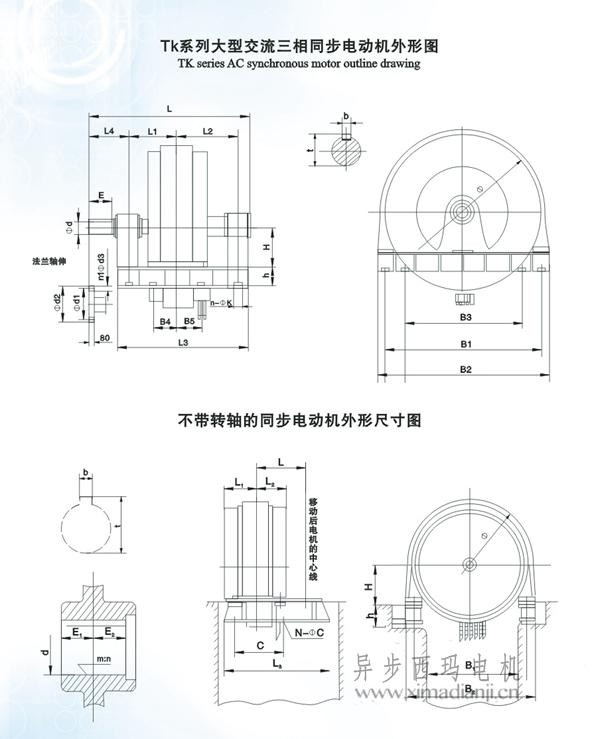 Tk系列大型交流三相同步电动机外形图
TK series AC synchronous motor outline drawing
L
L4 L1 L2
E
Φd
H
h
法兰轴伸
n1Φd3
Φd2
Φd1
80
n-ΦK
B4 B5
L3
b
t
Φ
B3
B1
B2
不带转轴的同步电动机外形尺寸图
b
t
E₁ E₂
d
m:n
L
L₁ L₂
移动后电机的中心线
N-ΦC
C
L₃
Φ
H
h
B₁
异步西玛电机
www.ximadianji.cn